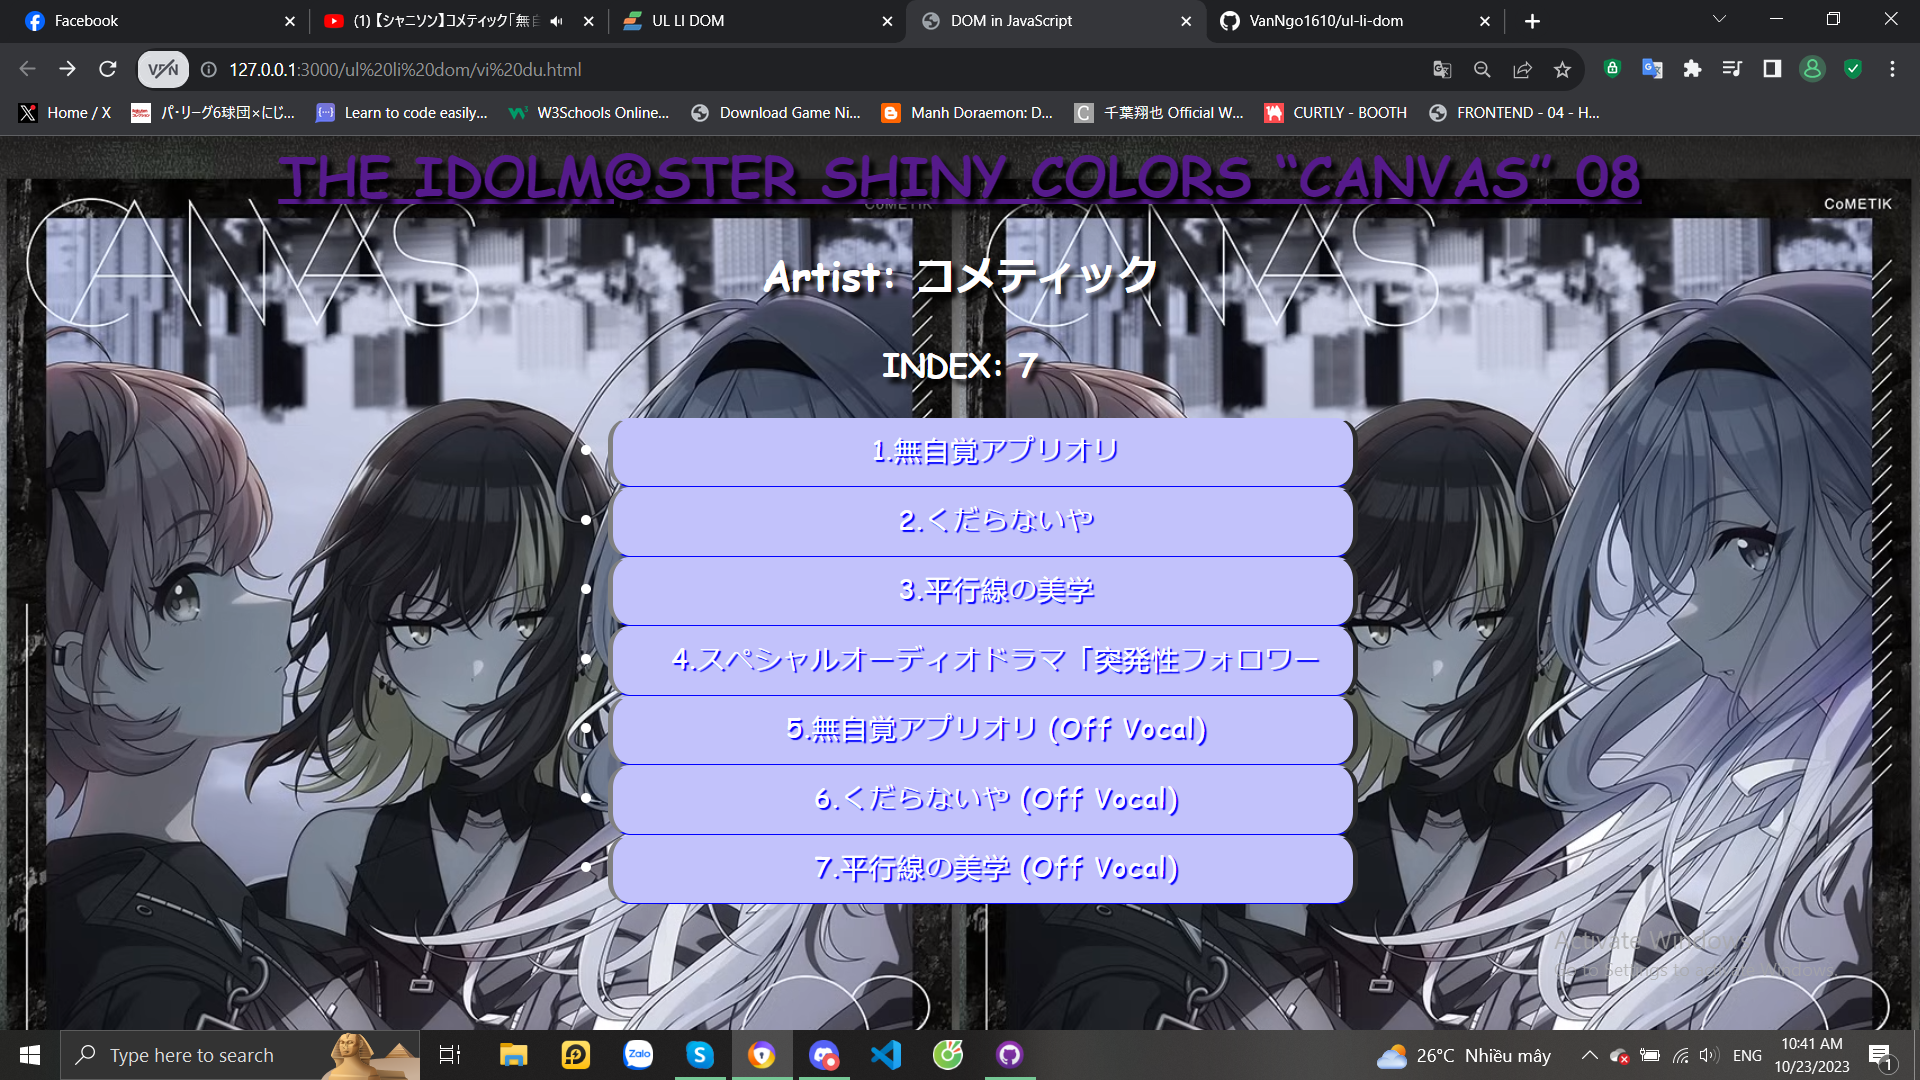 Facebook
(1)【シャニソン】コメティック「無自
UL LI DOM
DOM in JavaScript
VanNgo1610/ul-li-dom
VPN
127.0.0.1:3000/ul%20li%20dom/vi%20du.html
Home / X
パ・リーグ6球団×にじ...
Learn to code easily...
W3Schools Online...
Download Game Ni...
Manh Doraemon: D...
千葉翔也 Official W...
CURTLY - BOOTH
FRONTEND - 04 - H...
THE IDOLM@STER SHINY COLORS “CANVAS” 08
CANVAS
CoMETIK
CANVAS
CoMETIK
Artist: コメティック
INDEX: 7
1.無自覚アプリオリ
2.くだらないや
3.平行線の美学
4.スペシャルオーディオドラマ「突発性フォロワー
5.無自覚アプリオリ (Off Vocal)
6.くだらないや (Off Vocal)
7.平行線の美学 (Off Vocal)
Activate Windows
Go to Settings to activate Windows.
Type here to search
Zalo
26°C Nhiều mây
ENG
10:41 AM
10/23/2023
1